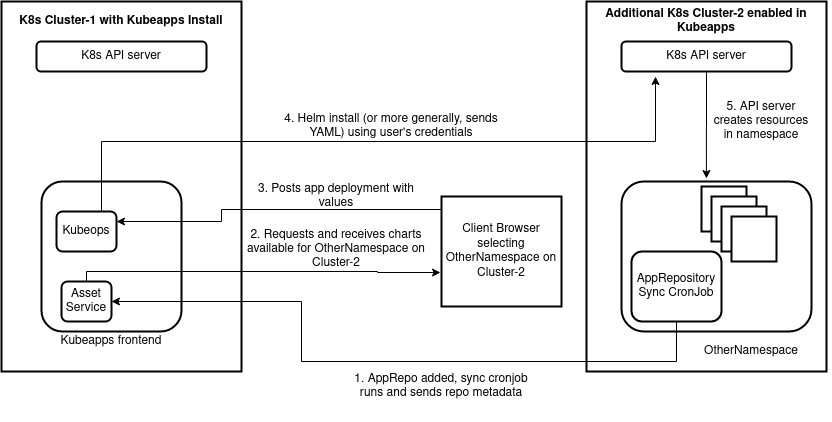 K8s Cluster-1 with Kubeapps Install
K8s API server
Additional K8s Cluster-2 enabled in
Kubeapps
K8s API server
4. Helm install (or more generally, sends
YAML) using user's credentials
5. API server
creates resources
in namespace
3. Posts app deployment with
values
Kubeops
2. Requests and receives charts
available for OtherNamespace on
Cluster-2
Client Browser
selecting
OtherNamespace on
Cluster-2
Asset
Service
Kubeapps frontend
AppRepository
Sync CronJob
OtherNamespace
1. AppRepo added, sync cronjob
runs and sends repo metadata